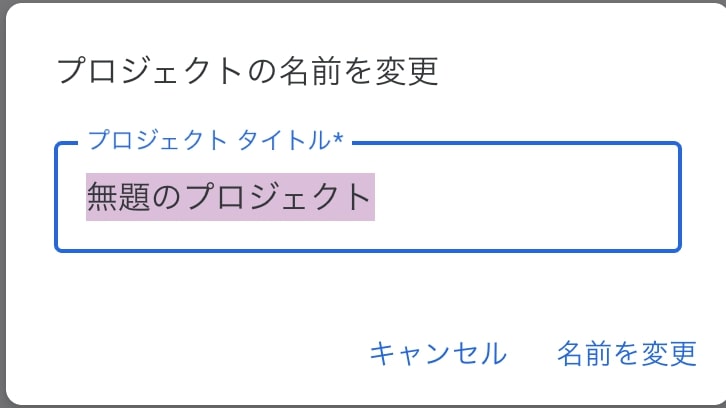 プロジェクトの名前を変更
プロジェクト タイトル*
無題のプロジェクト
キャンセル 名前を変更